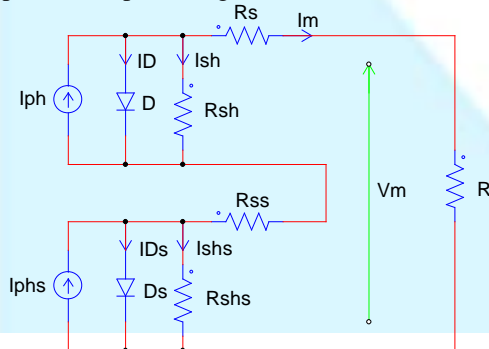 Rs Im
ID Ish
Iph D Rsh
Rss Vm R
IDs Ishs
Iphs Ds Rshs